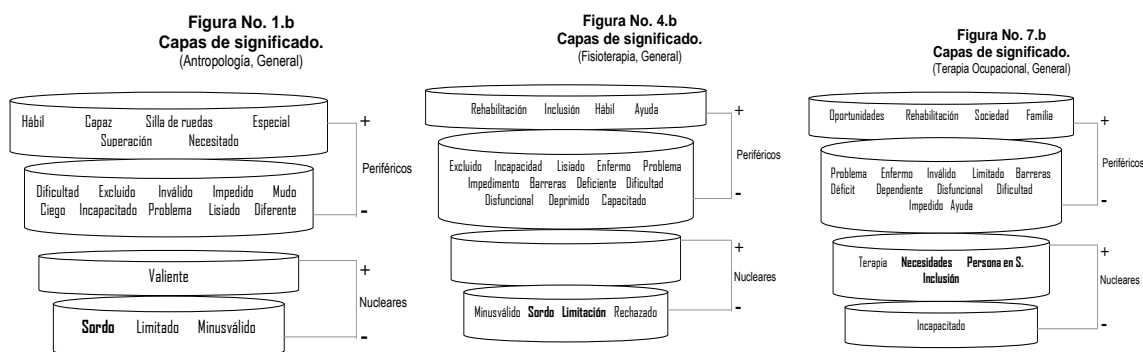 Figura No. 1.b
Capas de significado.
(Antropología, General)
Hábil Capaz Silla de ruedas Especial
Superación Necesitado
+
Periféricos
Dificultad Excluido Inválido Impedido Mudo
Ciego Incapacitado Problema Lisiado Diferente
-
Valiente
+
Nucleares
Sordo Limitado Minusválido
-
Figura No. 4.b
Capas de significado.
(Fisioterapia, General)
Rehabilitación Inclusión Hábil Ayuda
+
Periféricos
Excluido Incapacidad Lisiado Enfermo Problema
Impedimento Barreras Deficiente Dificultad
Disfuncional Deprimido Capacitado
-
+
Nucleares
Minusválido Sordo Limitación Rechazado
-
Figura No. 7.b
Capas de significado.
(Terapia Ocupacional, General)
Oportunidades Rehabilitación Sociedad Familia
+
Periféricos
Problema Enfermo Inválido Limitado Barreras
Déficit Dependiente Disfuncional Dificultad
Impedido Ayuda
-
Terapia Necesidades Persona en S.
Inclusión
+
Nucleares
Incapacitado
-